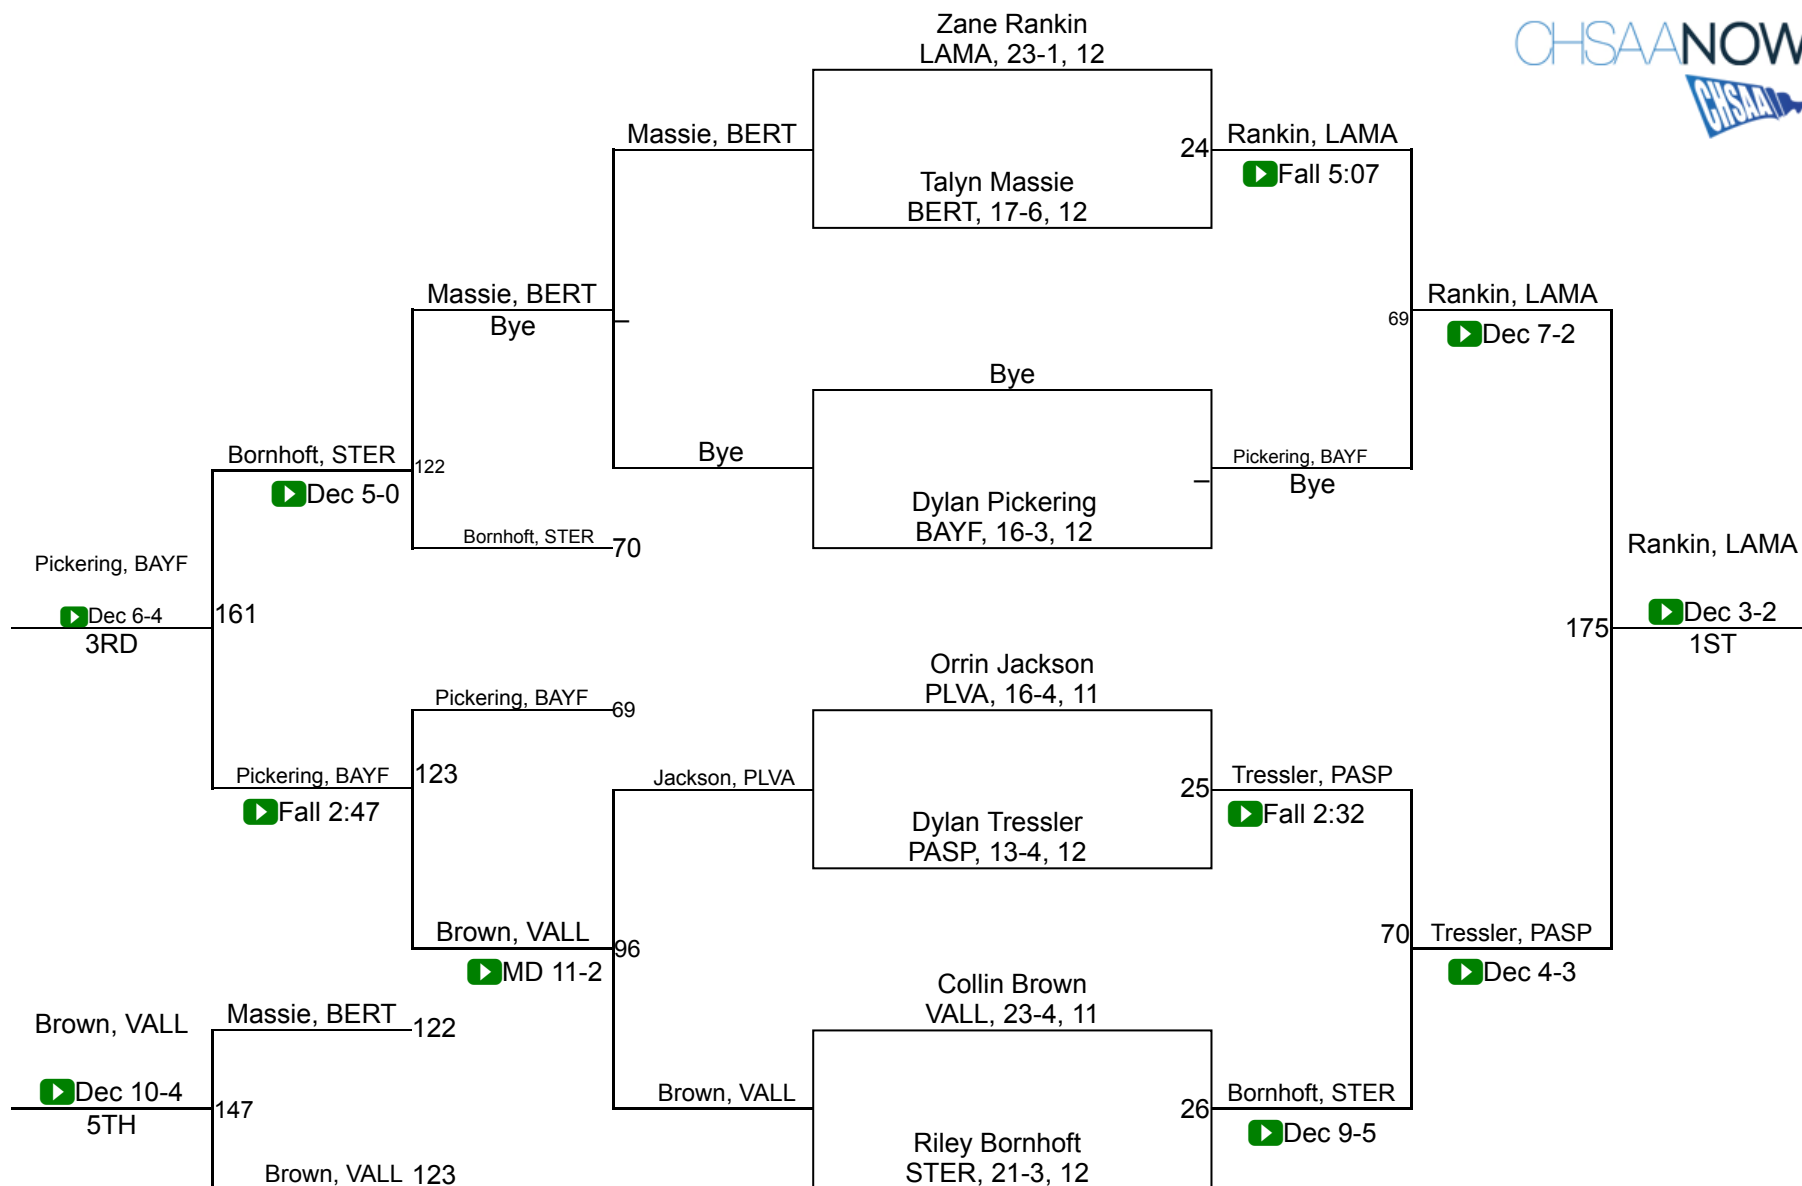 Zane Rankin
LAMA, 23-1, 12
CHSAANOW
CHSAA
Massie, BERT
24
Rankin, LAMA
Fall 5:07
Talyn Massie
BERT, 17-6, 12
Massie, BERT
Bye
Rankin, LAMA
69
Dec 7-2
Bye
Bornhoft, STER
122
Dec 5-0
Bye
Pickering, BAYF
Bye
Dylan Pickering
BAYF, 16-3, 12
Bornhoft, STER
70
Pickering, BAYF
Dec 6-4
3RD
161
Rankin, LAMA
175
Dec 3-2
1ST
Orrin Jackson
PLVA, 16-4, 11
Pickering, BAYF
69
Pickering, BAYF
123
Fall 2:47
Jackson, PLVA
25
Tressler, PASP
Fall 2:32
Dylan Tressler
PASP, 13-4, 12
Brown, VALL
96
MD 11-2
70
Tressler, PASP
Dec 4-3
Collin Brown
VALL, 23-4, 11
Brown, VALL
Massie, BERT
122
Dec 10-4
5TH
147
Brown, VALL
26
Bornhoft, STER
Dec 9-5
Riley Bornhoft
STER, 21-3, 12
Brown, VALL
123